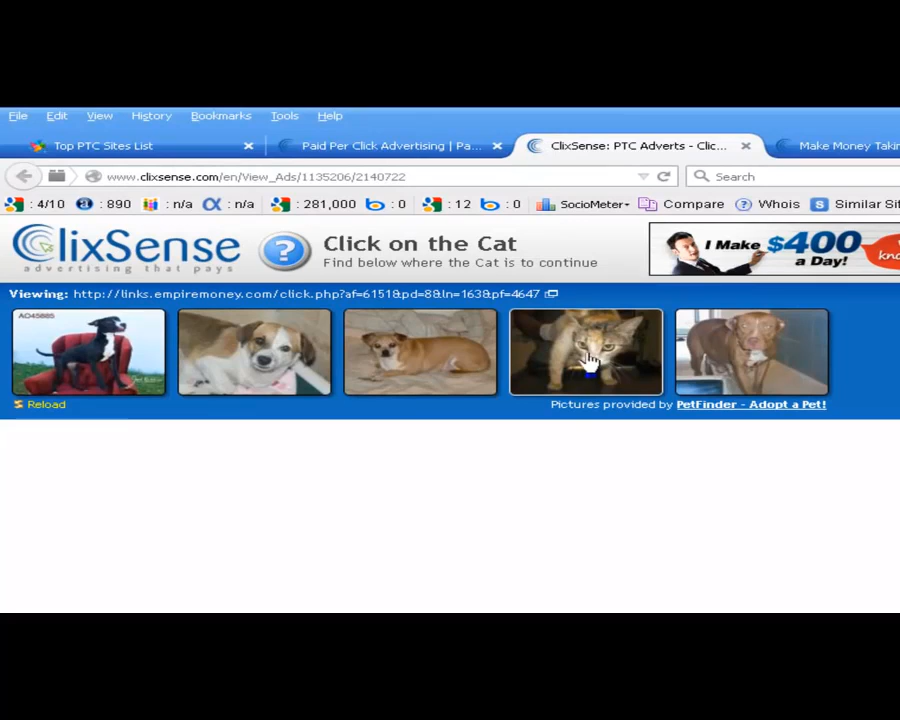 File Edit View History Bookmarks Tools Help
Top PTC Sites List
Paid Per Click Advertising | Pa...
ClixSense: PTC Adverts - Clic...
Make Money Takin
www.clixsense.com/en/View_Ads/1135206/2140722
Search
: 4/10 : 890 : n/a : n/a : 281,000 : 0 : 12 : 0 SocioMeter Compare Whois Similar Sit
ClixSense
advertising that pays
Click on the Cat
Find below where the Cat is to continue
I Make $400
a Day!
Viewing: http://links.empiremoney.com/click.php?af=6151&pd=8&ln=163&pf=4647
AO45885
Reload
Pictures provided by PetFinder - Adopt a Pet!